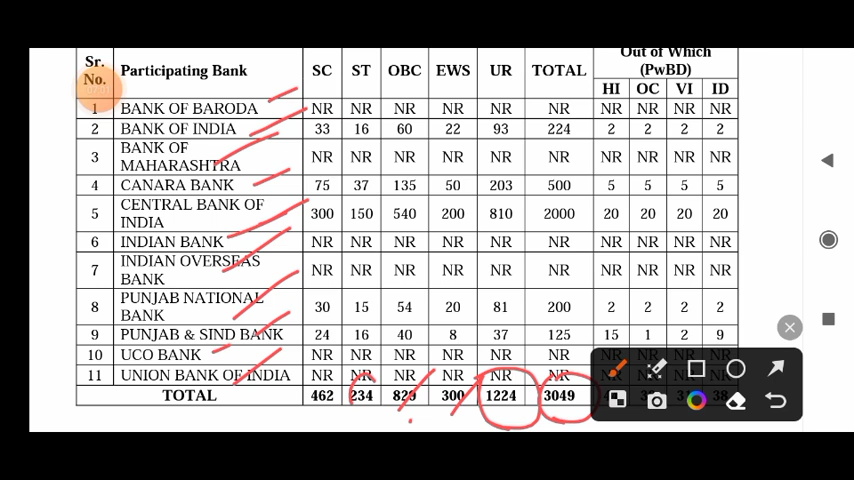 Out of Which
Sr. No. Participating Bank SC ST OBC EWS UR TOTAL (PwBD)
HI OC VI ID
1 BANK OF BARODA NR NR NR NR NR NR NR NR NR NR
2 BANK OF INDIA 33 16 60 22 93 224 2 2 2 2
3 BANK OF MAHARASHTRA NR NR NR NR NR NR NR NR NR NR
4 CANARA BANK 75 37 135 50 203 500 5 5 5 5
5 CENTRAL BANK OF INDIA 300 150 540 200 810 2000 20 20 20 20
6 INDIAN BANK NR NR NR NR NR NR NR NR NR NR
7 INDIAN OVERSEAS BANK NR NR NR NR NR NR NR NR NR NR
8 PUNJAB NATIONAL BANK 30 15 54 20 81 200 2 2 2 2
9 PUNJAB & SIND BANK 24 16 40 8 37 125 15 1 2 9
10 UCO BANK NR NR NR NR NR NR NR NR NR NR
11 UNION BANK OF INDIA NR NR NR NR NR NR
TOTAL 462 234 829 300 1224 3049